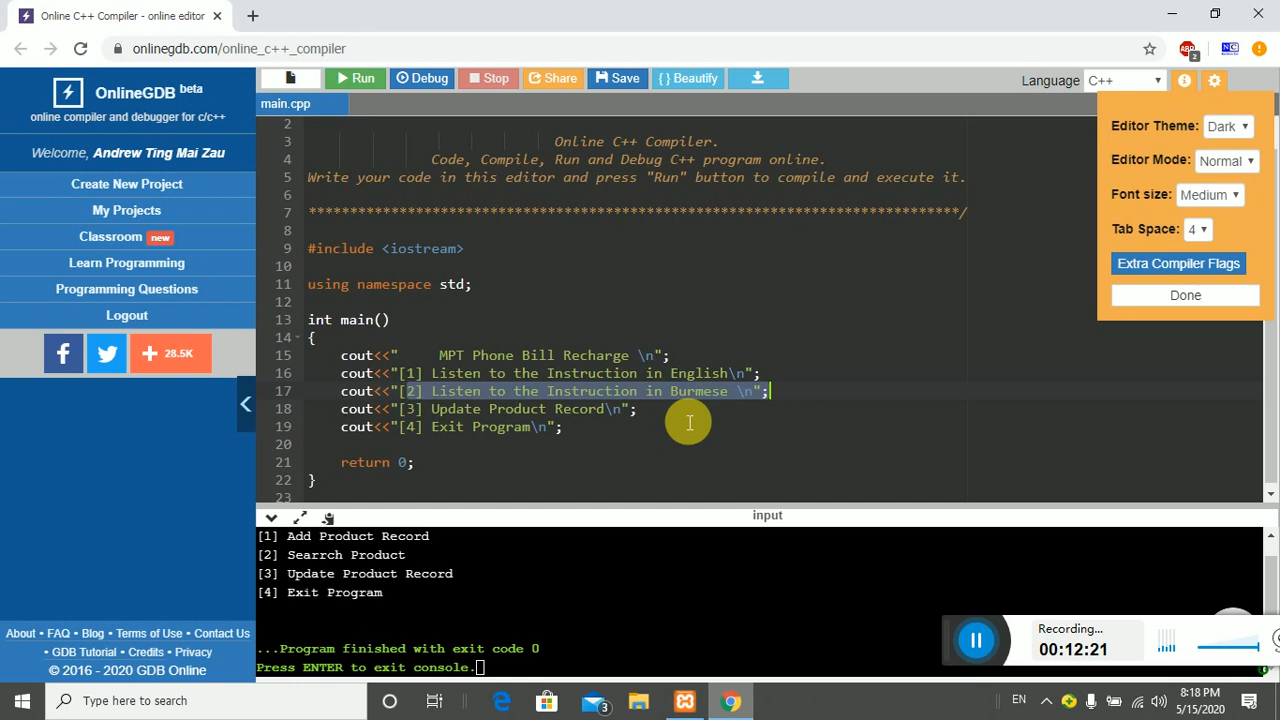 Online C++ Compiler - online editor
onlinegdb.com/online_c++_compiler
ABP
2
NC
OnlineGDB beta
online compiler and debugger for c/c++
Welcome, Andrew Ting Mai Zau
Create New Project
My Projects
Classroom new
Learn Programming
Programming Questions
Logout
28.5K
About • FAQ • Blog • Terms of Use • Contact Us
• GDB Tutorial • Credits • Privacy
© 2016 - 2020 GDB Online
Run
Debug
Stop
Share
Save
{ } Beautify
Language C++
main.cpp
Editor Theme: Dark
Editor Mode: Normal
Font size: Medium
Tab Space: 4
Extra Compiler Flags
Done
2
3 Online C++ Compiler.
4 Code, Compile, Run and Debug C++ program online.
5 Write your code in this editor and press "Run" button to compile and execute it.
6
7 *******************************************************************************/
8
9 #include <iostream>
10
11 using namespace std;
12
13 int main()
14 {
15 cout<<"     MPT Phone Bill Recharge \n";
16 cout<<"[1] Listen to the Instruction in English\n";
17 cout<<"[2] Listen to the Instruction in Burmese \n";
18 cout<<"[3] Update Product Record\n";
19 cout<<"[4] Exit Program\n";
20
21 return 0;
22 }
23
input
[1] Add Product Record
[2] Searrch Product
[3] Update Product Record
[4] Exit Program
...Program finished with exit code 0
Press ENTER to exit console.
Recording...
00:12:21
Type here to search
3
EN
8:18 PM
5/15/2020